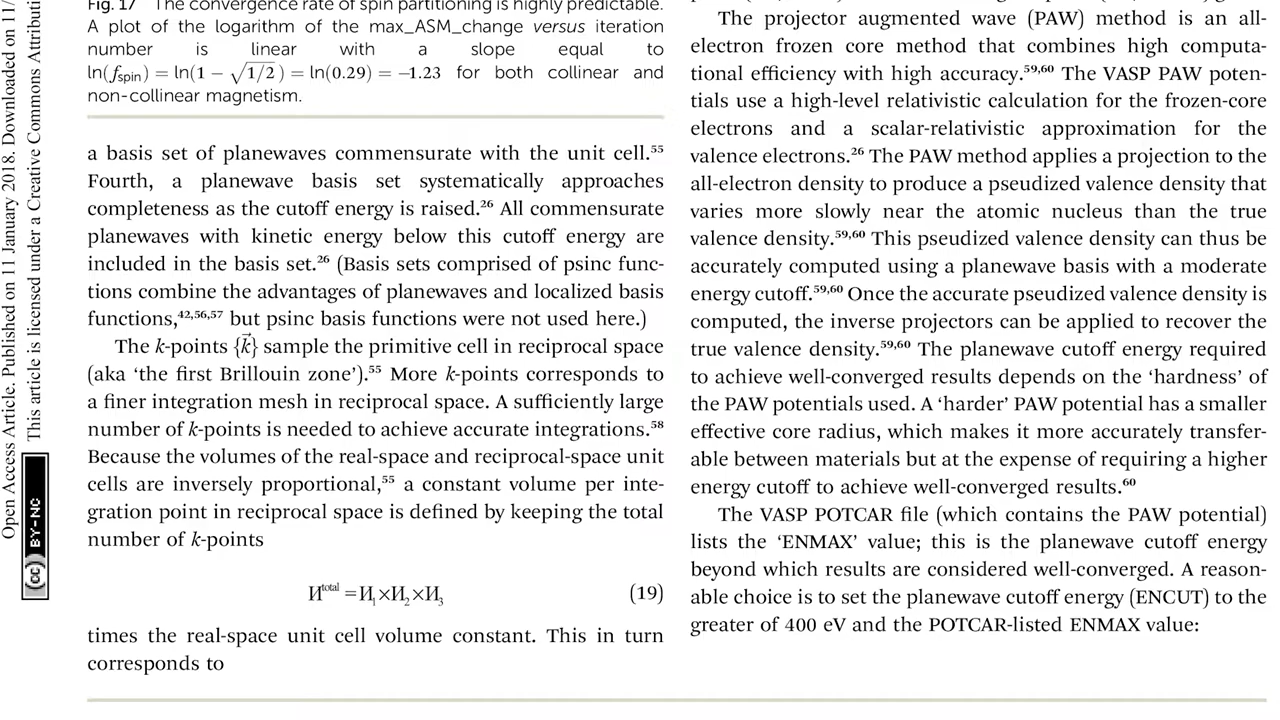 Open Access Article. Published on 11 January 2018. Downloaded on 11/
This article is licensed under a Creative Commons Attributi
(cc) BY-NC
Fig. 17 The convergence rate of spin partitioning is highly predictable.
A plot of the logarithm of the max_ASM_change versus iteration
number is linear with a slope equal to
ln(f_spin) = ln(1 − √1/2) = ln(0.29) = −1.23 for both collinear and
non-collinear magnetism.
a basis set of planewaves commensurate with the unit cell.⁵⁵
Fourth, a planewave basis set systematically approaches
completeness as the cutoff energy is raised.²⁶ All commensurate
planewaves with kinetic energy below this cutoff energy are
included in the basis set.²⁶ (Basis sets comprised of psinc func-
tions combine the advantages of planewaves and localized basis
functions,⁴²,⁵⁶,⁵⁷ but psinc basis functions were not used here.)
The k-points {k⃗} sample the primitive cell in reciprocal space
(aka ‘the first Brillouin zone’).⁵⁵ More k-points corresponds to
a finer integration mesh in reciprocal space. A sufficiently large
number of k-points is needed to achieve accurate integrations.⁵⁸
Because the volumes of the real-space and reciprocal-space unit
cells are inversely proportional,⁵⁵ a constant volume per inte-
gration point in reciprocal space is defined by keeping the total
number of k-points
И^total = И₁×И₂×И₃ (19)
times the real-space unit cell volume constant. This in turn
corresponds to
The projector augmented wave (PAW) method is an all-
electron frozen core method that combines high computa-
tional efficiency with high accuracy.⁵⁹,⁶⁰ The VASP PAW poten-
tials use a high-level relativistic calculation for the frozen-core
electrons and a scalar-relativistic approximation for the
valence electrons.²⁶ The PAW method applies a projection to the
all-electron density to produce a pseudized valence density that
varies more slowly near the atomic nucleus than the true
valence density.⁵⁹,⁶⁰ This pseudized valence density can thus be
accurately computed using a planewave basis with a moderate
energy cutoff.⁵⁹,⁶⁰ Once the accurate pseudized valence density is
computed, the inverse projectors can be applied to recover the
true valence density.⁵⁹,⁶⁰ The planewave cutoff energy required
to achieve well-converged results depends on the ‘hardness’ of
the PAW potentials used. A ‘harder’ PAW potential has a smaller
effective core radius, which makes it more accurately transfer-
able between materials but at the expense of requiring a higher
energy cutoff to achieve well-converged results.⁶⁰
The VASP POTCAR file (which contains the PAW potential)
lists the ‘ENMAX’ value; this is the planewave cutoff energy
beyond which results are considered well-converged. A reason-
able choice is to set the planewave cutoff energy (ENCUT) to the
greater of 400 eV and the POTCAR-listed ENMAX value: